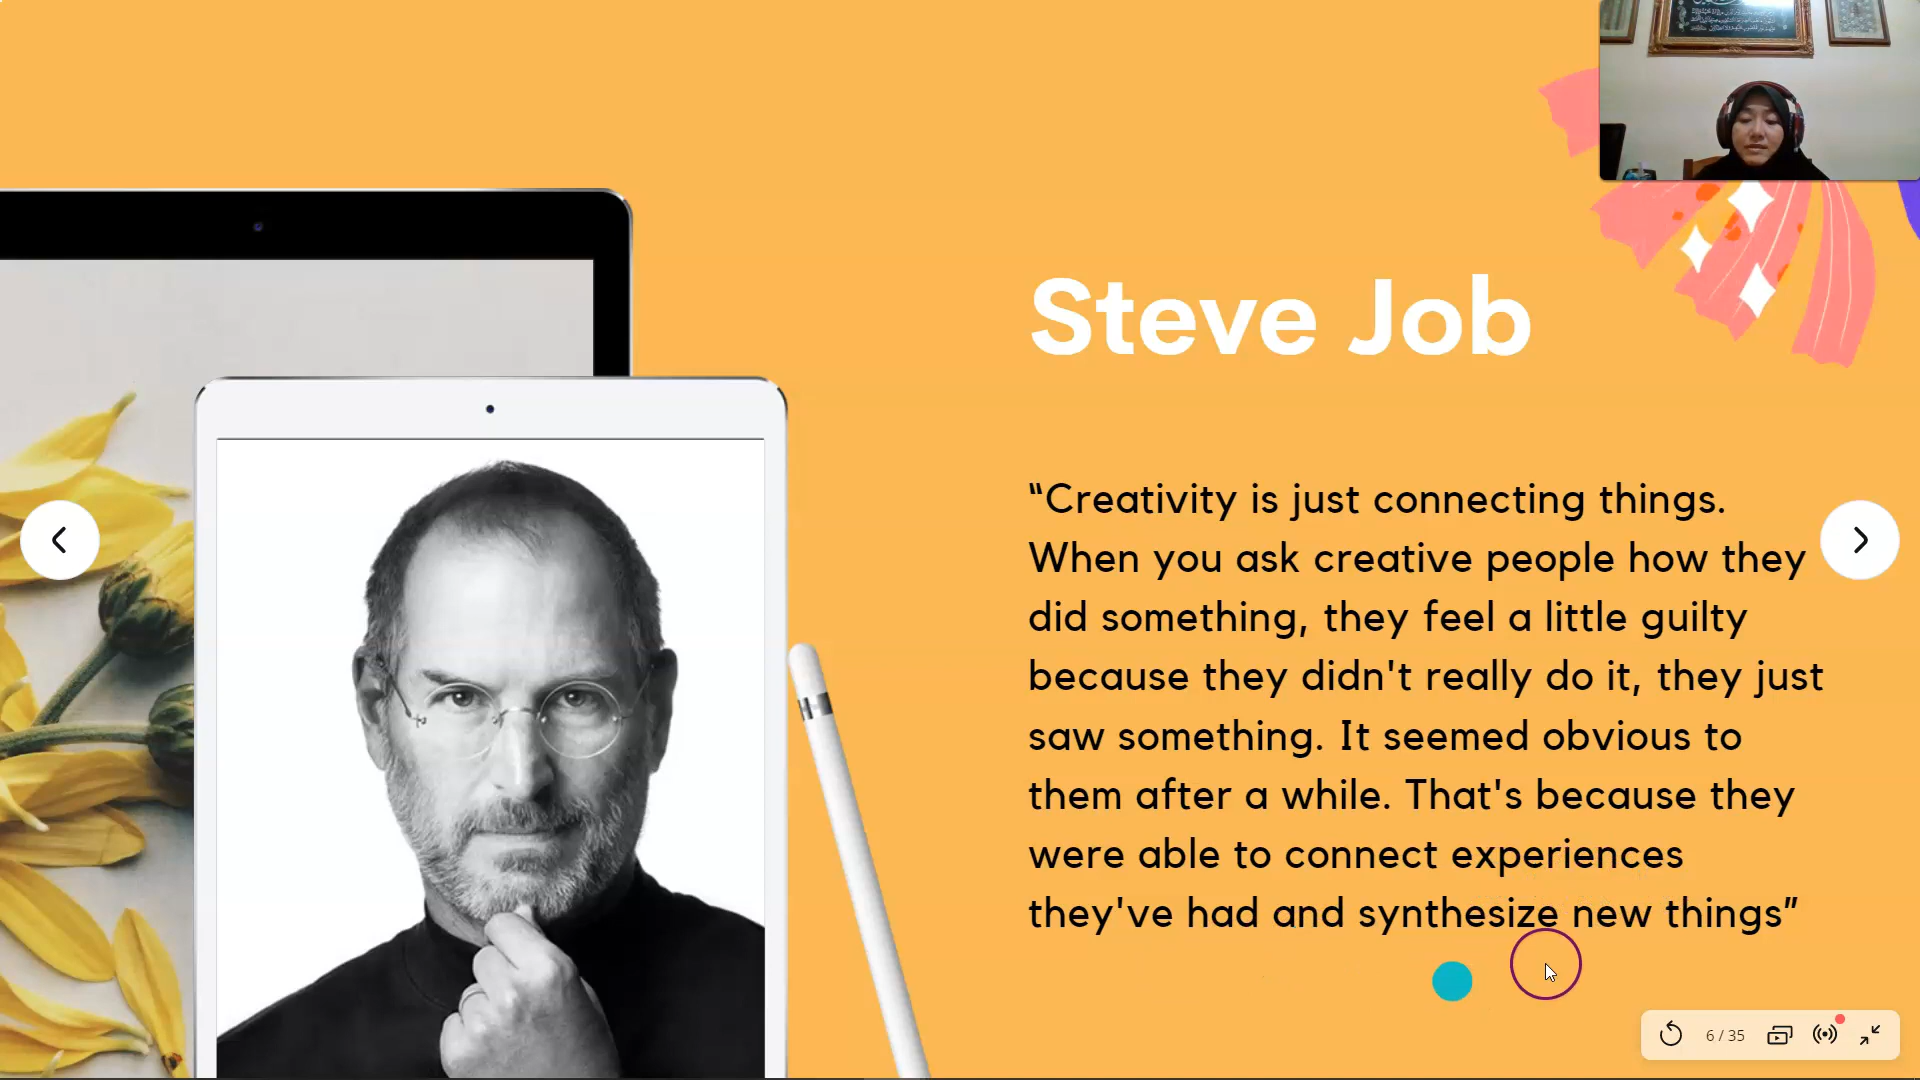 Steve Job
“Creativity is just connecting things.
When you ask creative people how they
did something, they feel a little guilty
because they didn't really do it, they just
saw something. It seemed obvious to
them after a while. That's because they
were able to connect experiences
they've had and synthesize new things”
6 / 35